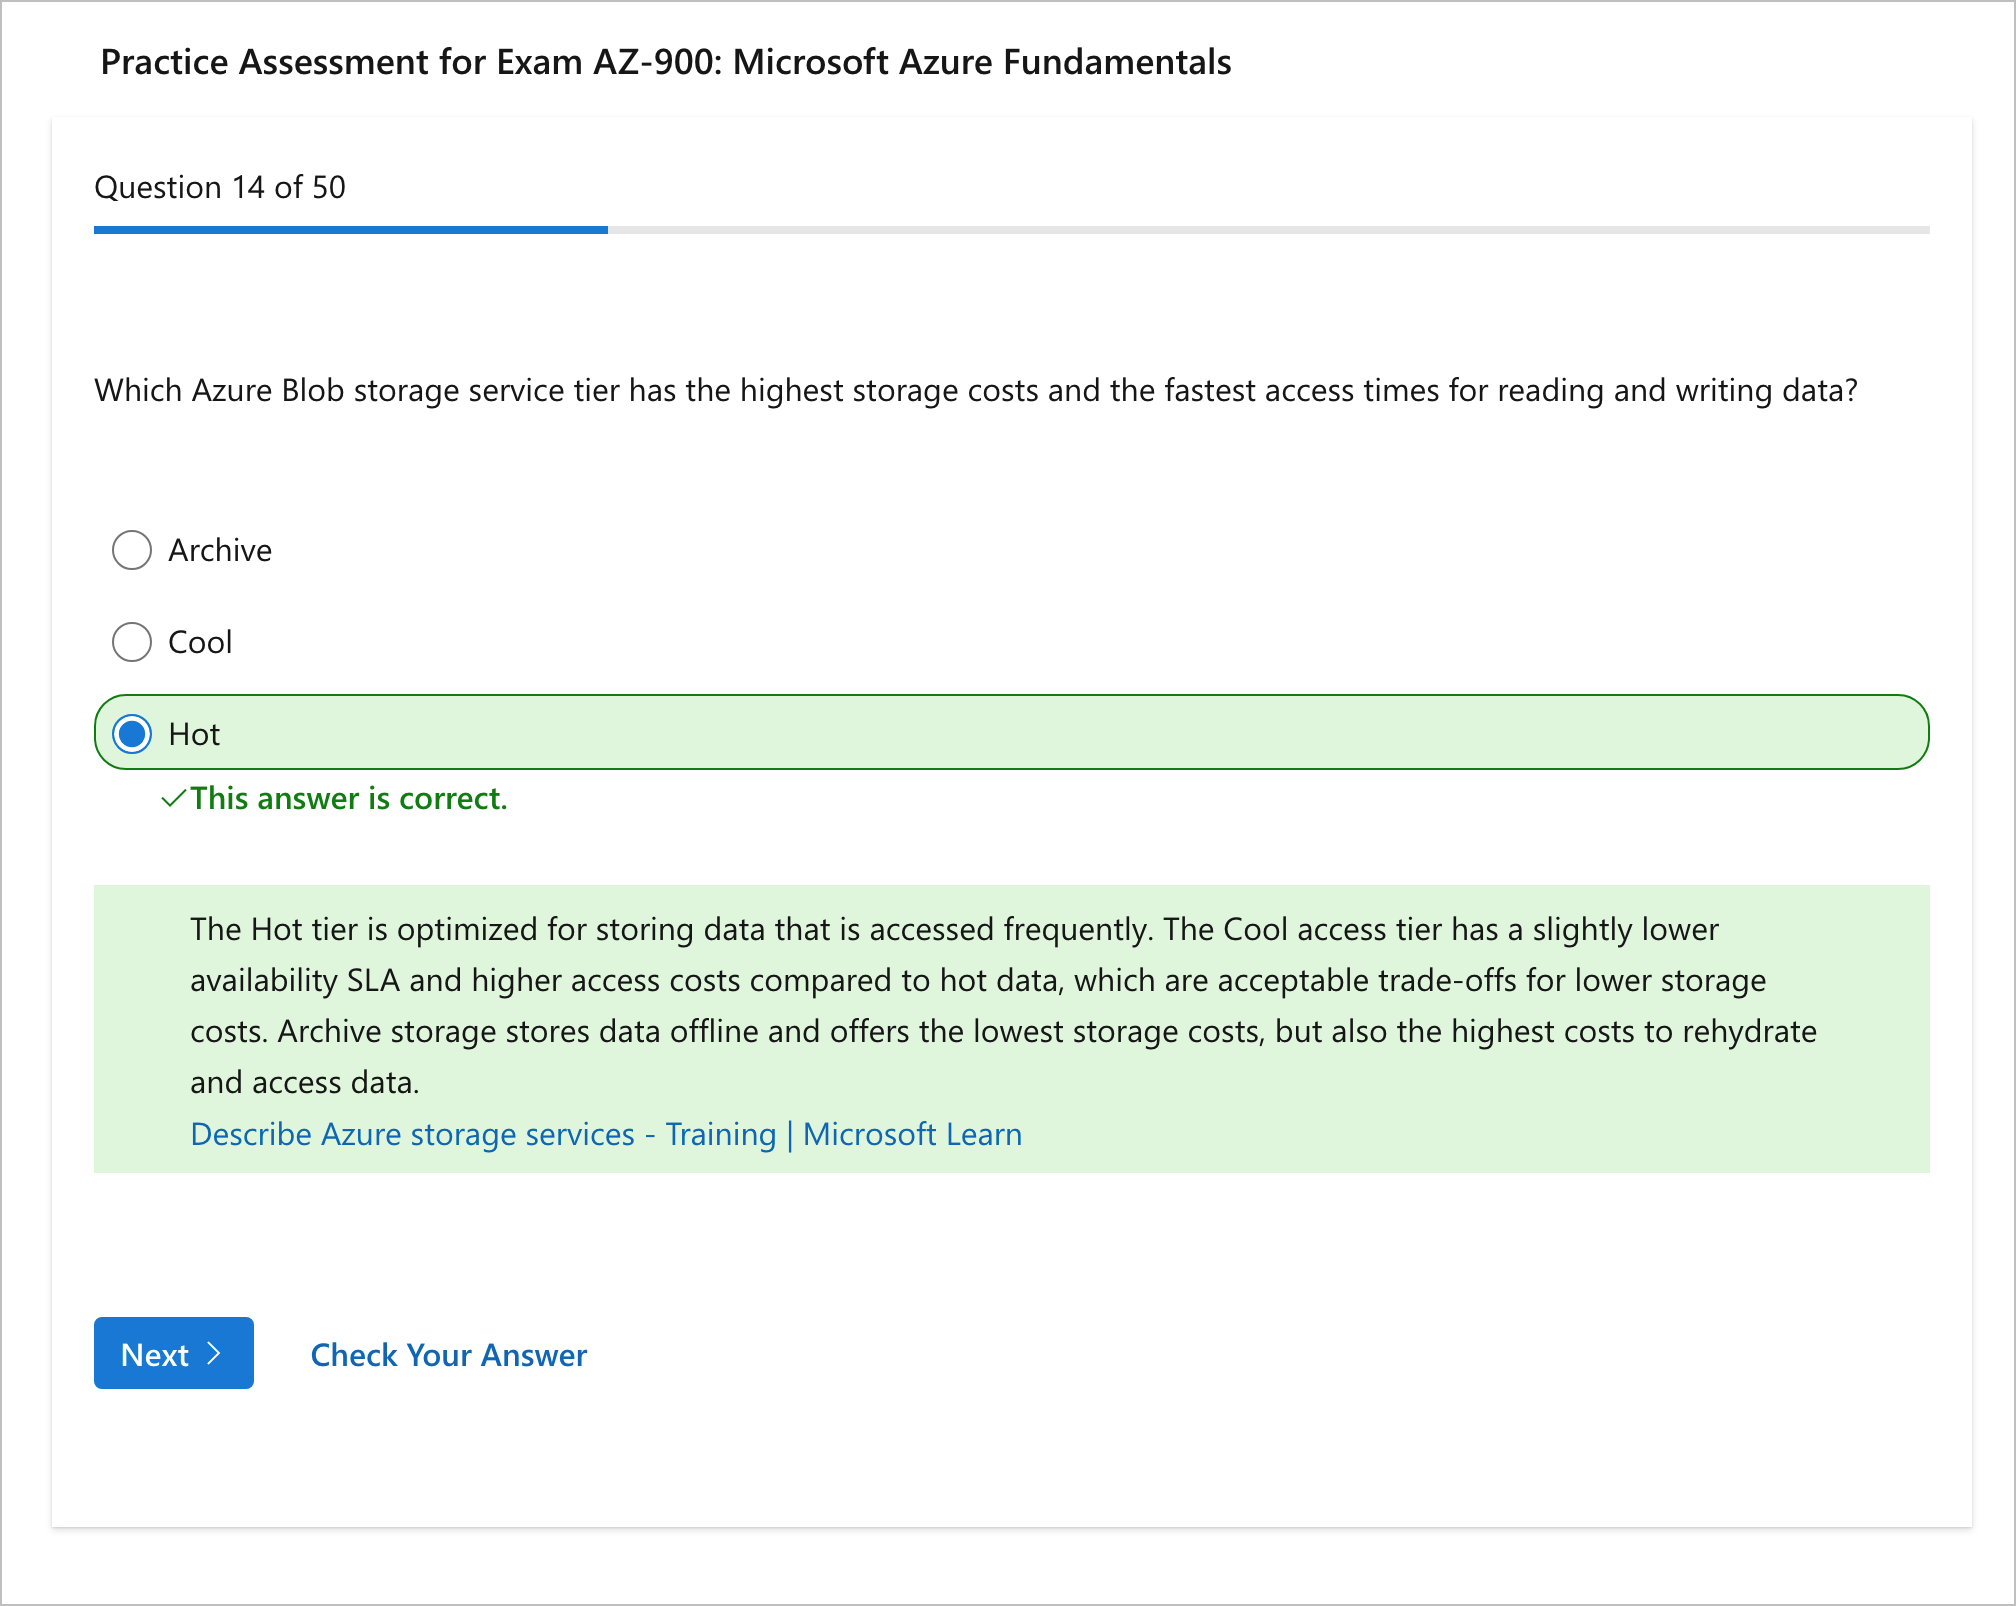 Practice Assessment for Exam AZ-900: Microsoft Azure Fundamentals
Question 14 of 50
Which Azure Blob storage service tier has the highest storage costs and the fastest access times for reading and writing data?
Archive
Cool
Hot
This answer is correct.
The Hot tier is optimized for storing data that is accessed frequently. The Cool access tier has a slightly lower
availability SLA and higher access costs compared to hot data, which are acceptable trade-offs for lower storage
costs. Archive storage stores data offline and offers the lowest storage costs, but also the highest costs to rehydrate
and access data.
Describe Azure storage services - Training | Microsoft Learn
Next
Check Your Answer